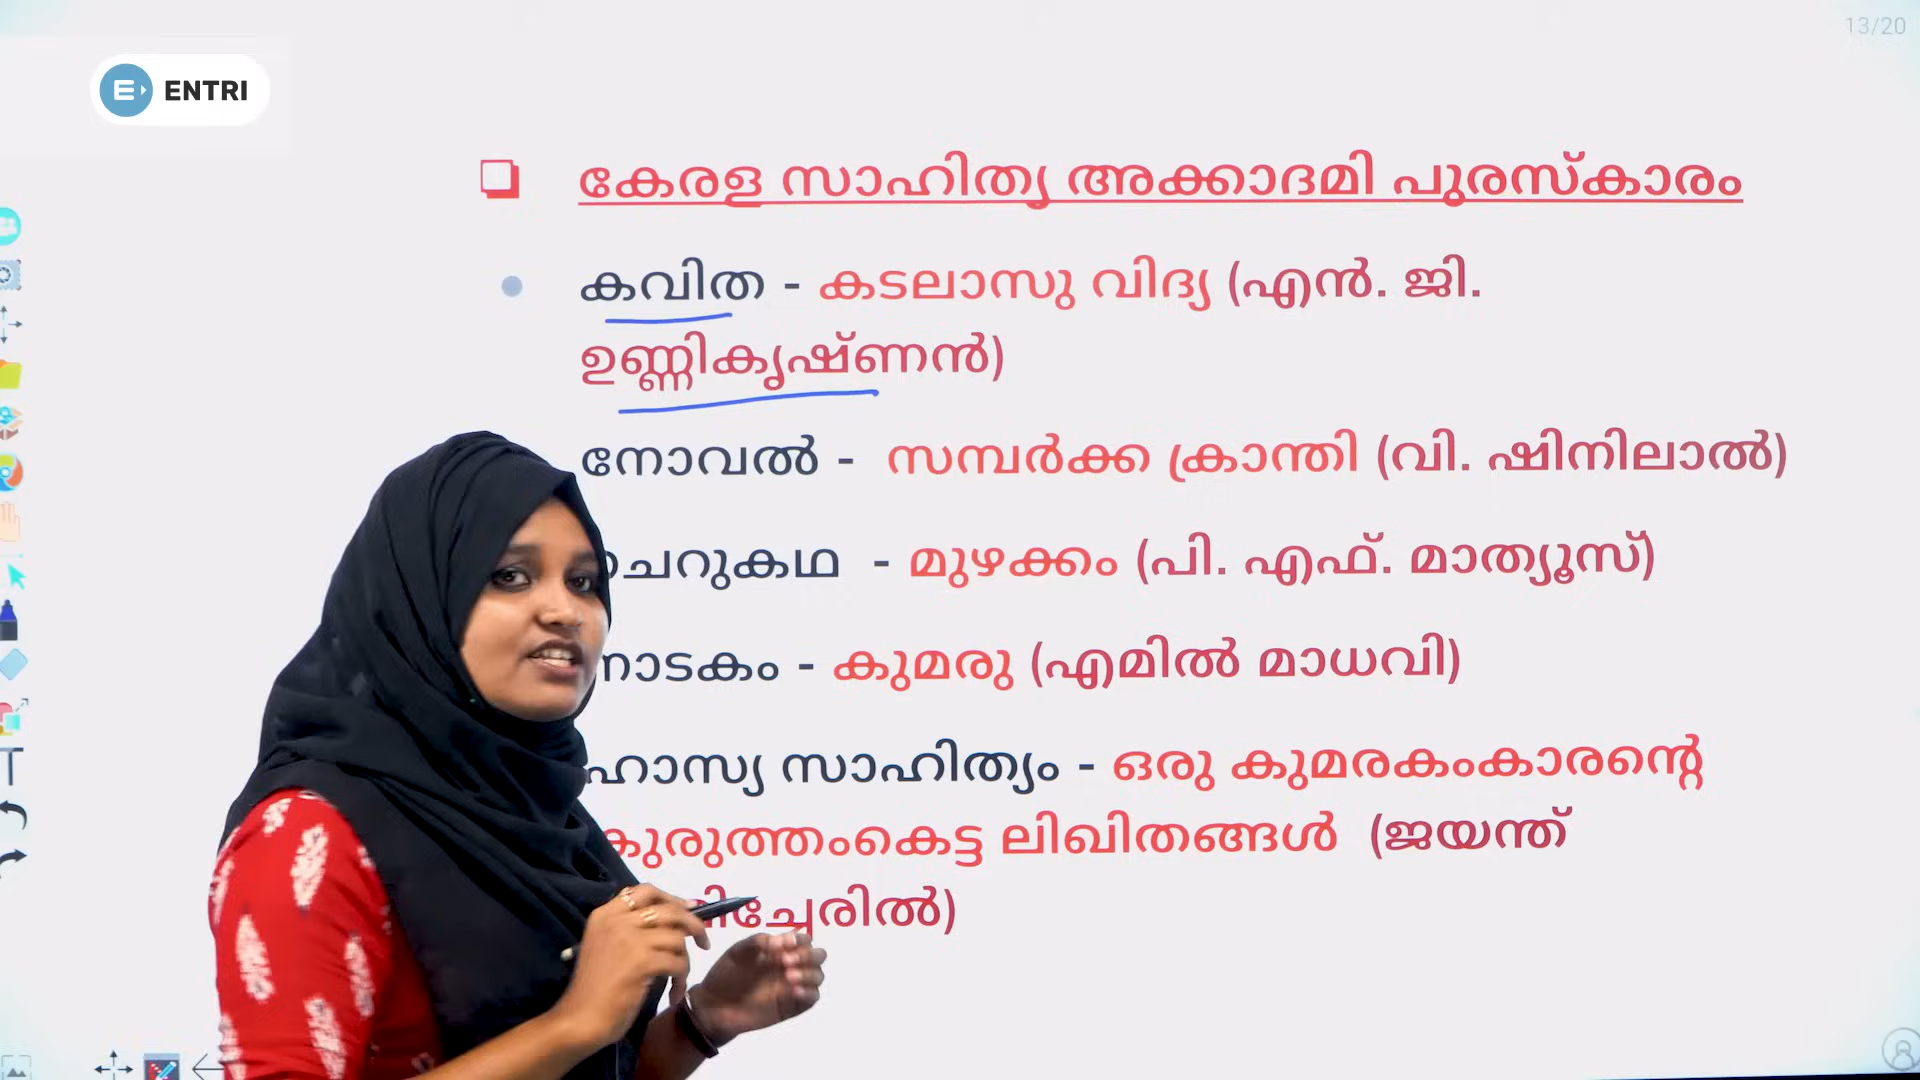 13/20
ENTRI
കേരള സാഹിത്യ അക്കാദമി പുരസ്കാരം
കവിത - കടലാസു വിദ്യ (എൻ. ജി.
ഉണ്ണികൃഷ്ണൻ)
നോവൽ - സമ്പർക്ക ക്രാന്തി (വി. ഷിനിലാൽ)
ചെറുകഥ - മുഴക്കം (പി. എഫ്. മാത്യൂസ്)
നാടകം - കുമരു (എമിൽ മാധവി)
ഹാസ്യ സാഹിത്യം - ഒരു കുമരകംകാരന്റെ
കുരുത്തംകെട്ട ലിഖിതങ്ങൾ (ജയന്ത്